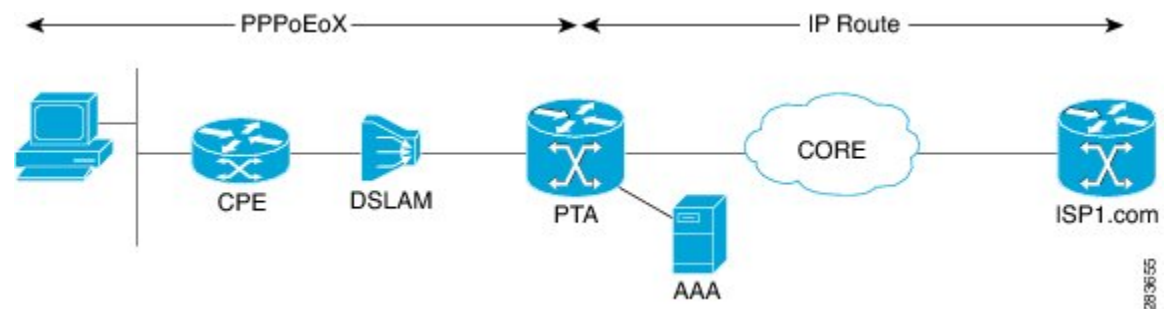 PPPoEoX
IP Route
CORE
CPE
DSLAM
PTA
ISP1.com
AAA
283655